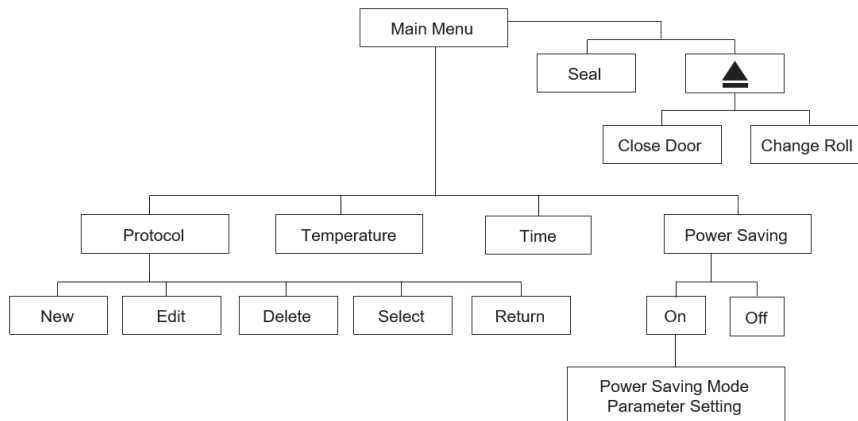 Main Menu
Seal
Close Door
Change Roll
Protocol
Temperature
Time
Power Saving
New
Edit
Delete
Select
Return
On
Off
Power Saving Mode
Parameter Setting